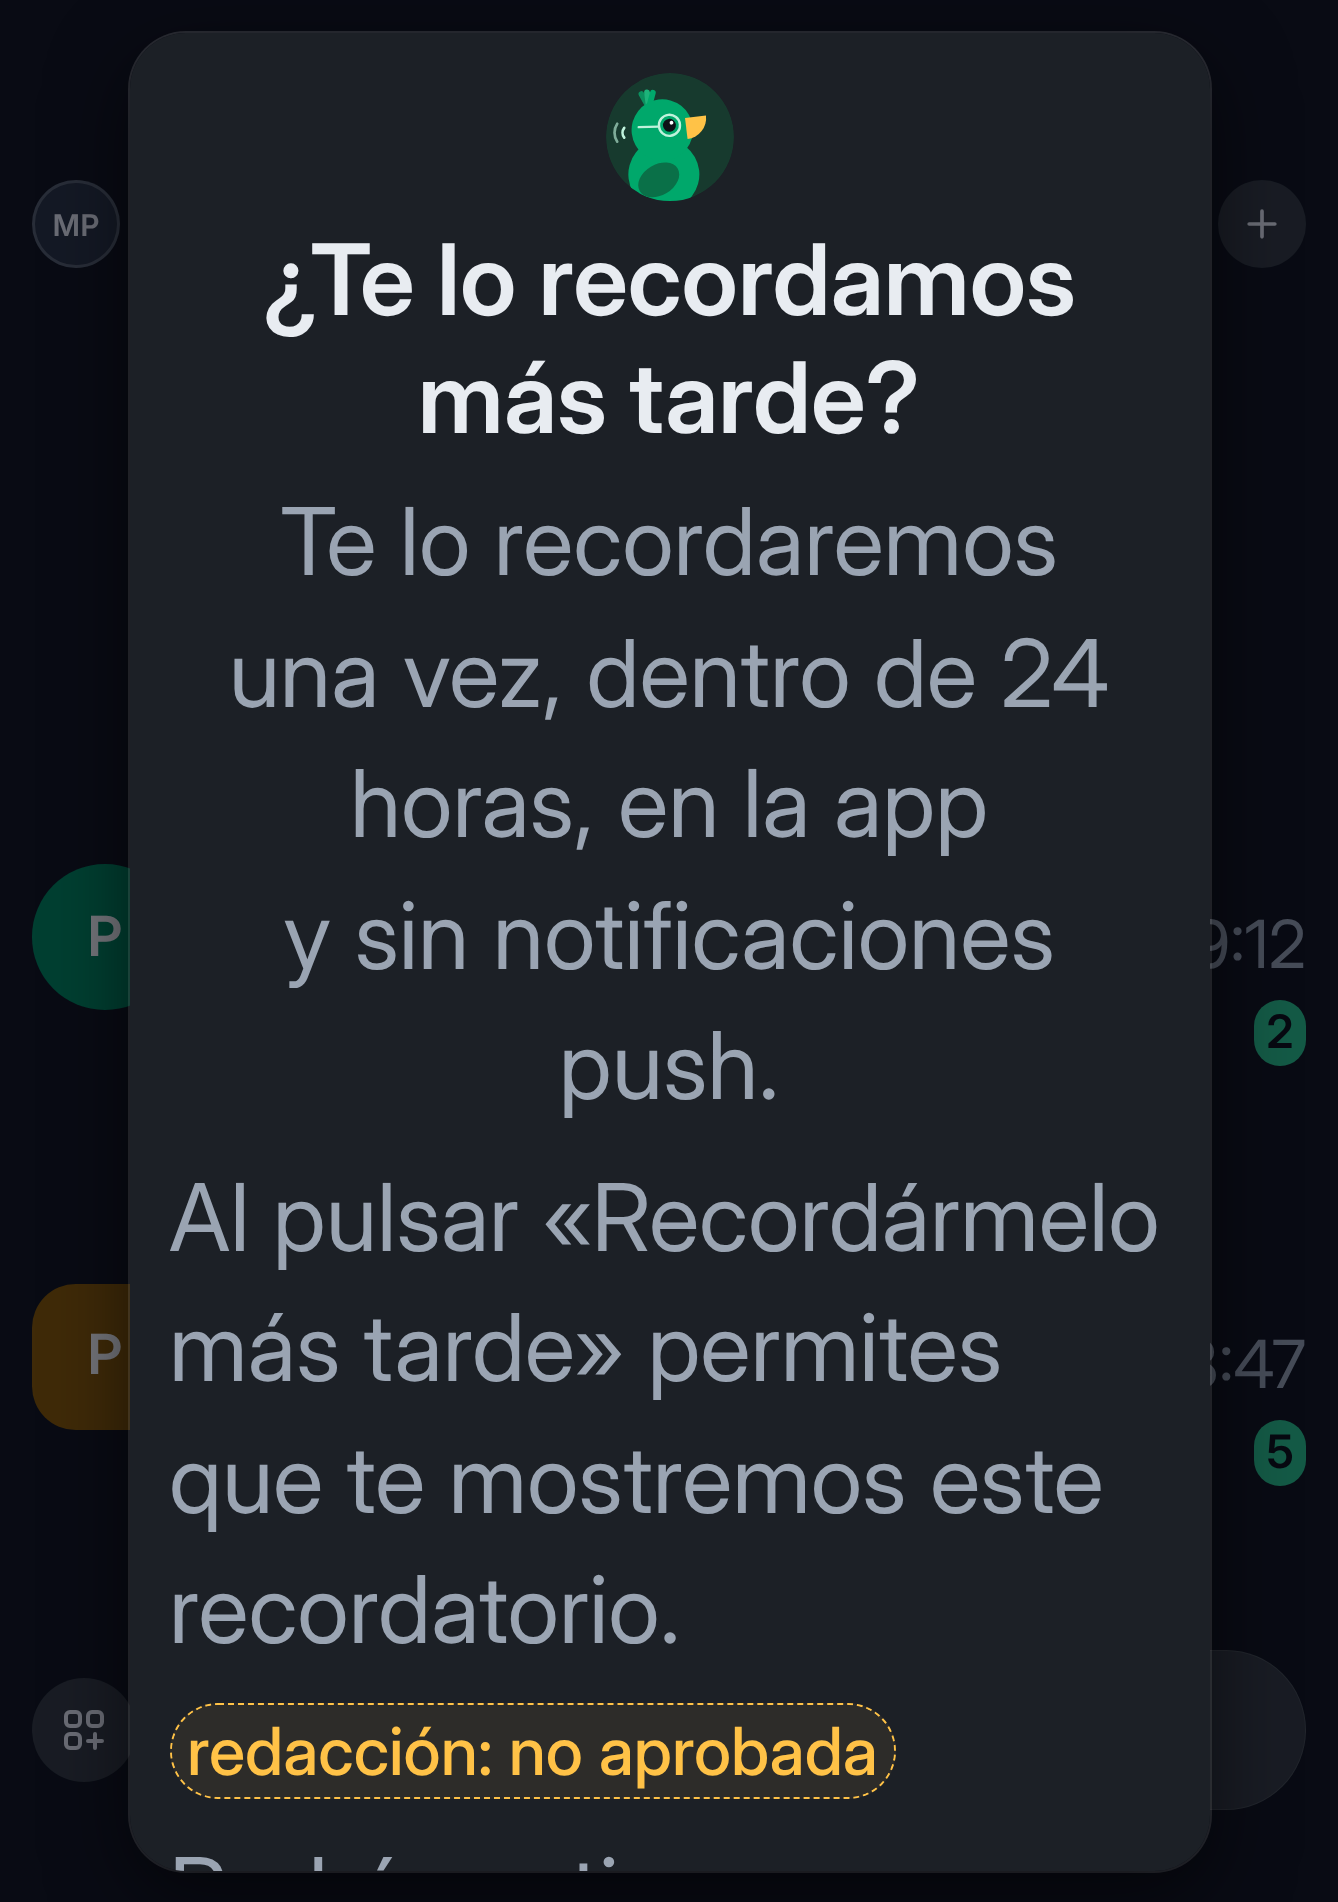 MP
¿Te lo recordamos
más tarde?
Te lo recordaremos
una vez, dentro de 24
horas, en la app
y sin notificaciones
push.
P
9:12
2
Al pulsar «Recordármelo
más tarde» permites
P
:47
5
que te mostremos este
recordatorio.
redacción: no aprobada